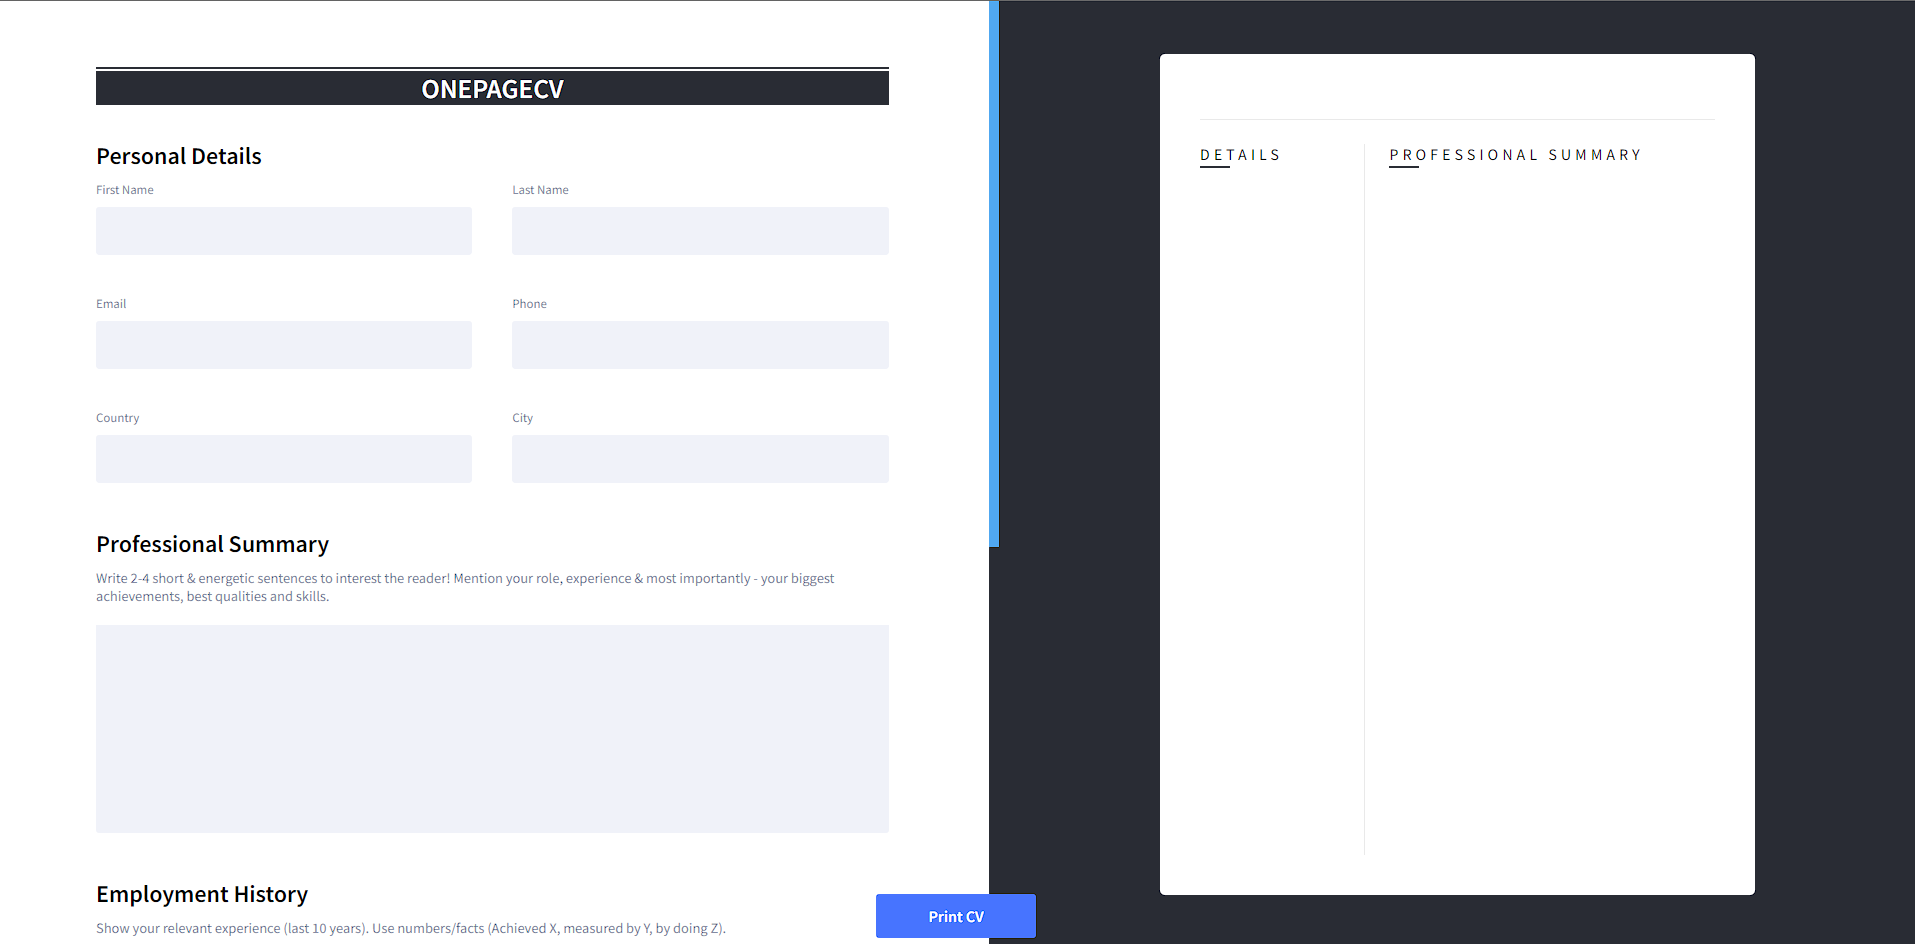 ONEPAGECV
Personal Details
First Name
Last Name
Email
Phone
Country
City
Professional Summary
Write 2-4 short & energetic sentences to interest the reader! Mention your role, experience & most importantly - your biggest
achievements, best qualities and skills.
Employment History
Show your relevant experience (last 10 years). Use numbers/facts (Achieved X, measured by Y, by doing Z).
Print CV
DETAILS
PROFESSIONAL SUMMARY